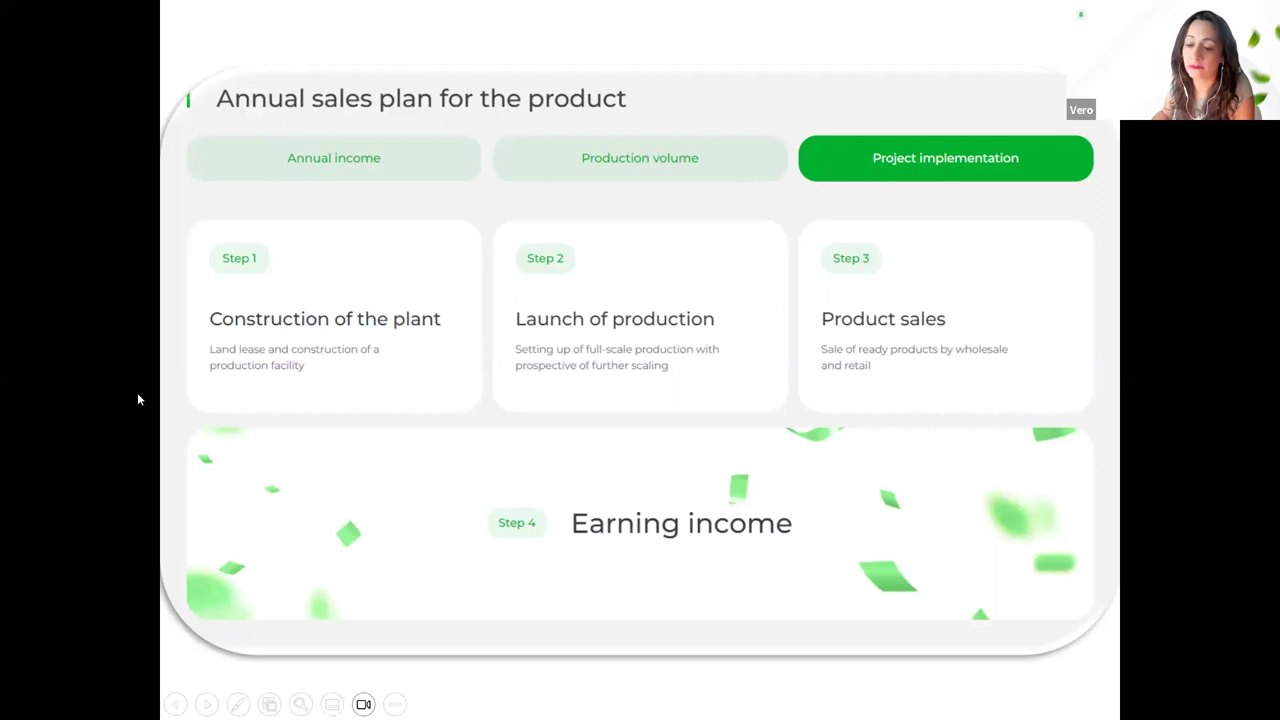 Annual sales plan for the product
Vero
Annual income
Production volume
Project implementation
Step 1
Construction of the plant
Land lease and construction of a
production facility
Step 2
Launch of production
Setting up of full-scale production with
prospective of further scaling
Step 3
Product sales
Sale of ready products by wholesale
and retail
Step 4
Earning income